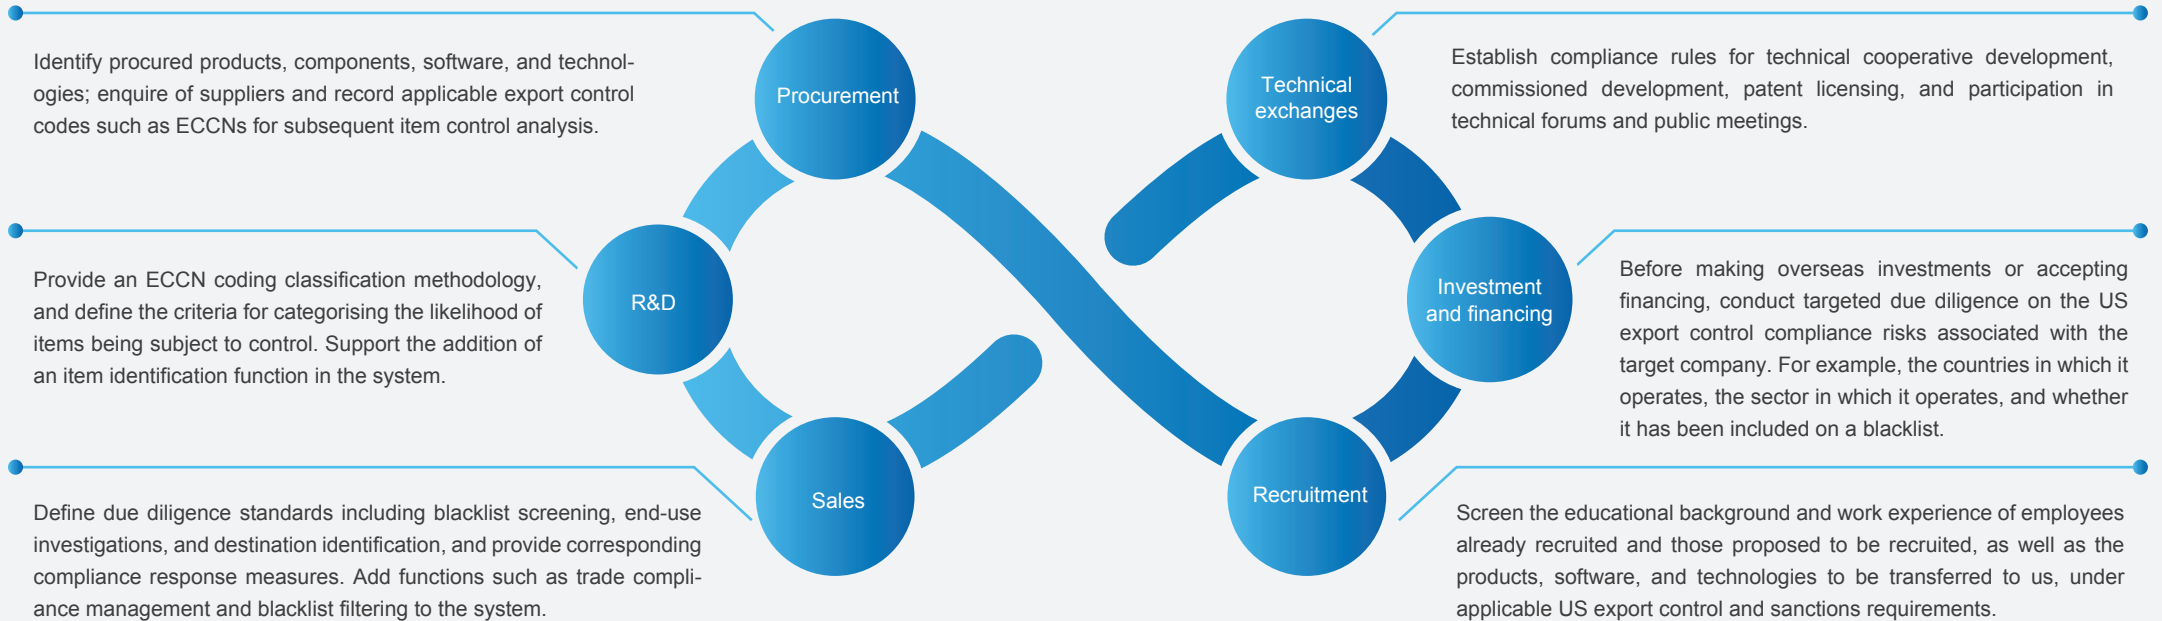 Identify procured products, components, software, and technol-
ogies; enquire of suppliers and record applicable export control
codes such as ECCNs for subsequent item control analysis.
Procurement
Provide an ECCN coding classification methodology,
and define the criteria for categorising the likelihood of
items being subject to control. Support the addition of
an item identification function in the system.
R&D
Define due diligence standards including blacklist screening, end-use
investigations, and destination identification, and provide corresponding
compliance response measures. Add functions such as trade compli-
ance management and blacklist filtering to the system.
Sales
Technical
exchanges
Establish compliance rules for technical cooperative development,
commissioned development, patent licensing, and participation in
technical forums and public meetings.
Investment
and financing
Before making overseas investments or accepting
financing, conduct targeted due diligence on the US
export control compliance risks associated with the
target company. For example, the countries in which it
operates, the sector in which it operates, and whether
it has been included on a blacklist.
Recruitment
Screen the educational background and work experience of employees
already recruited and those proposed to be recruited, as well as the
products, software, and technologies to be transferred to us, under
applicable US export control and sanctions requirements.